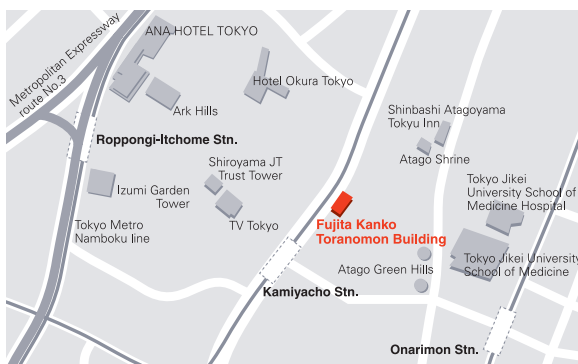 ANA HOTEL TOKYO
Metropolitan Expressway
route No.3
Hotel Okura Tokyo
Ark Hills
Shinbashi Atagoyama
Tokyu Inn
Roppongi-Itchome Stn.
Atago Shrine
Shiroyama JT
Trust Tower
Tokyo Jikei
University School of
Medicine Hospital
Izumi Garden
Tower
TV Tokyo
Fujita Kanko
Toranomon Building
Tokyo Metro
Namboku line
Tokyo Jikei University
School of Medicine
Atago Green Hills
Kamiyacho Stn.
Onarimon Stn.